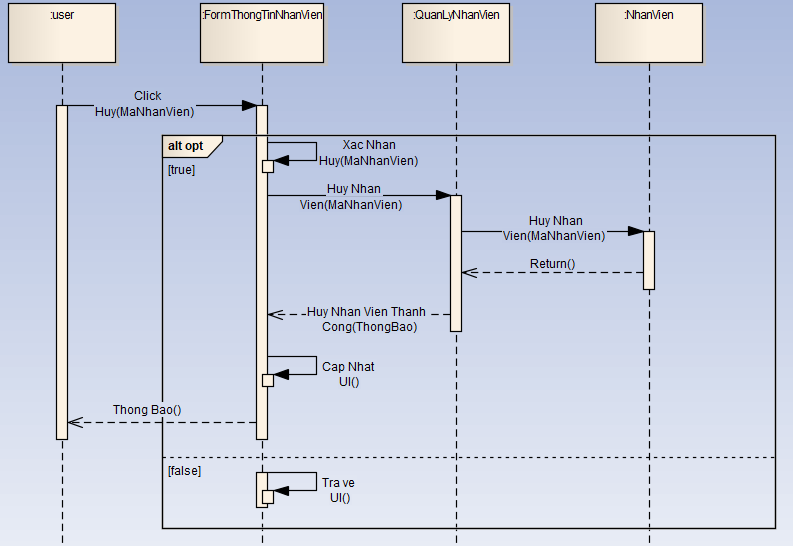 :user
:FormThongTinNhanVien
:QuanLyNhanVien
:NhanVien
Click
Huy(MaNhanVien)
alt opt
[true]
Xac Nhan
Huy(MaNhanVien)
Huy Nhan
Vien(MaNhanVien)
Huy Nhan
Vien(MaNhanVien)
Return()
Huy Nhan Vien Thanh
Cong(ThongBao)
Cap Nhat
UI()
Thong Bao()
[false]
Tra ve
UI()